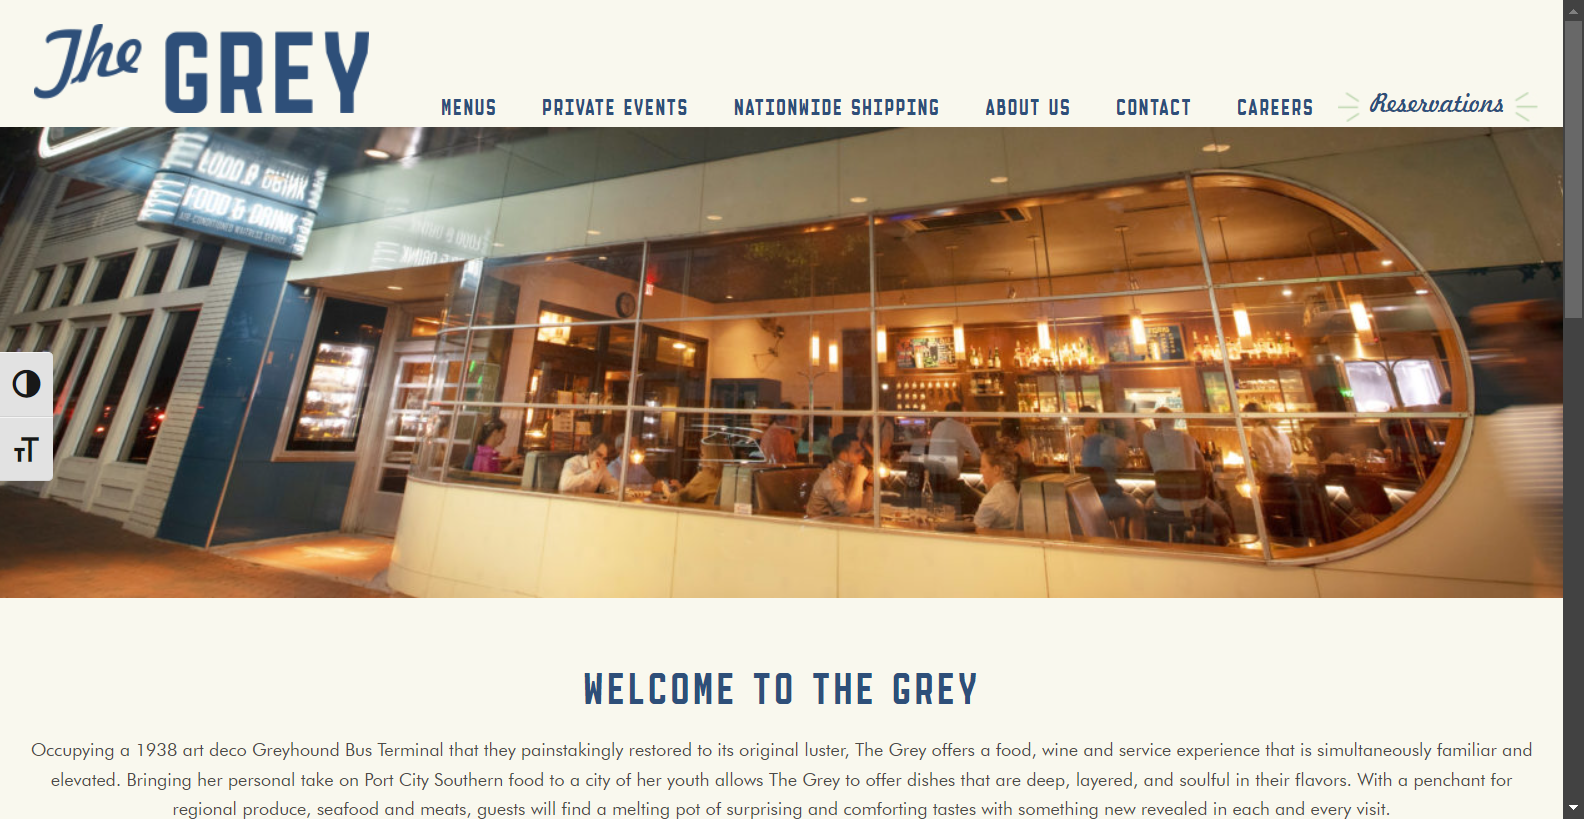 The GREY
MENUS PRIVATE EVENTS NATIONWIDE SHIPPING ABOUT US CONTACT CAREERS Reservations
FOOD & DRINK
FOOD & DRINK
AIR-CONDITIONED WAITRESS SERVICE
TT
WELCOME TO THE GREY
Occupying a 1938 art deco Greyhound Bus Terminal that they painstakingly restored to its original luster, The Grey offers a food, wine and service experience that is simultaneously familiar and
elevated. Bringing her personal take on Port City Southern food to a city of her youth allows The Grey to offer dishes that are deep, layered, and soulful in their flavors. With a penchant for
regional produce, seafood and meats, guests will find a melting pot of surprising and comforting tastes with something new revealed in each and every visit.